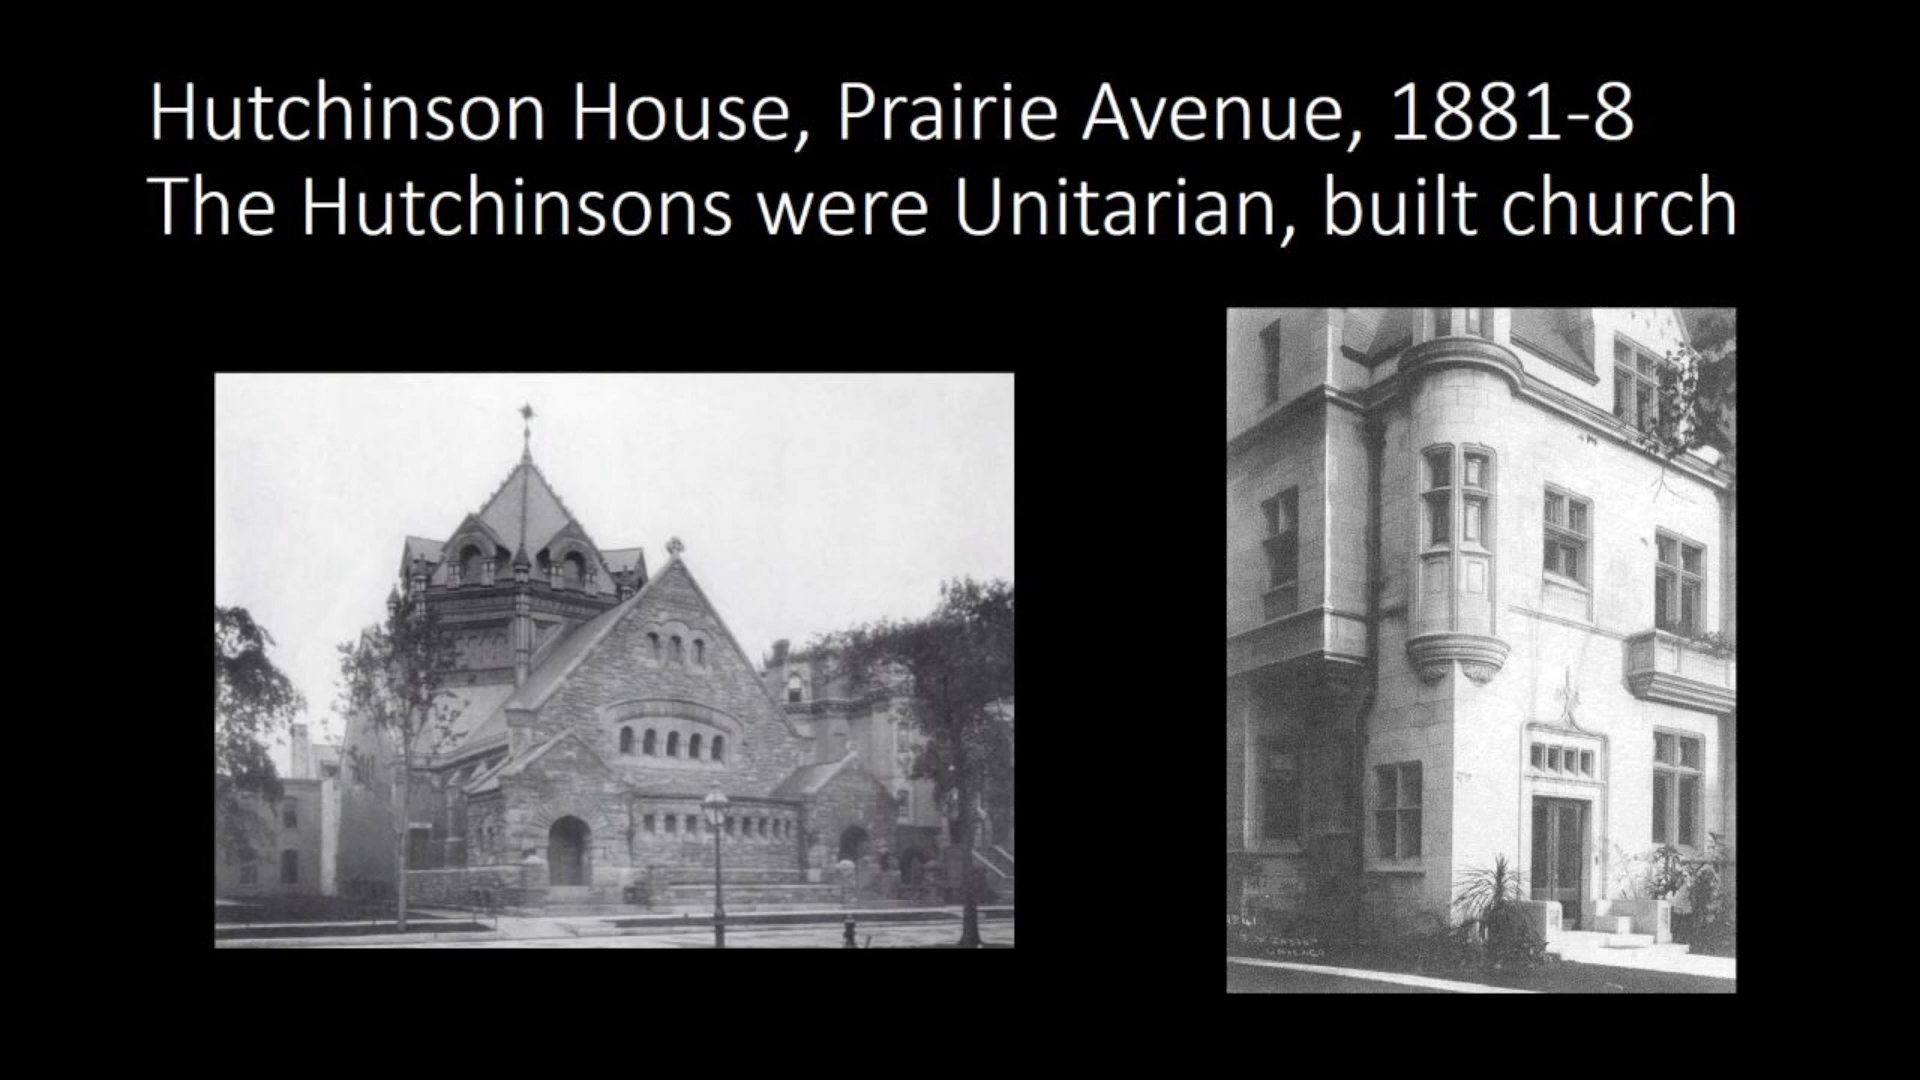 Hutchinson House, Prairie Avenue, 1881-8
The Hutchinsons were Unitarian, built church